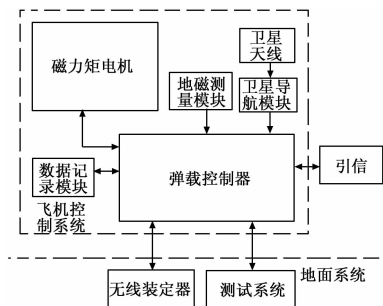 磁力矩电机
卫星
天线
地磁测
量模块
卫星导
航模块
弹载控制器
引信
数据记
录模块
飞机控
制系统
无线装定器
测试系统
地面系统